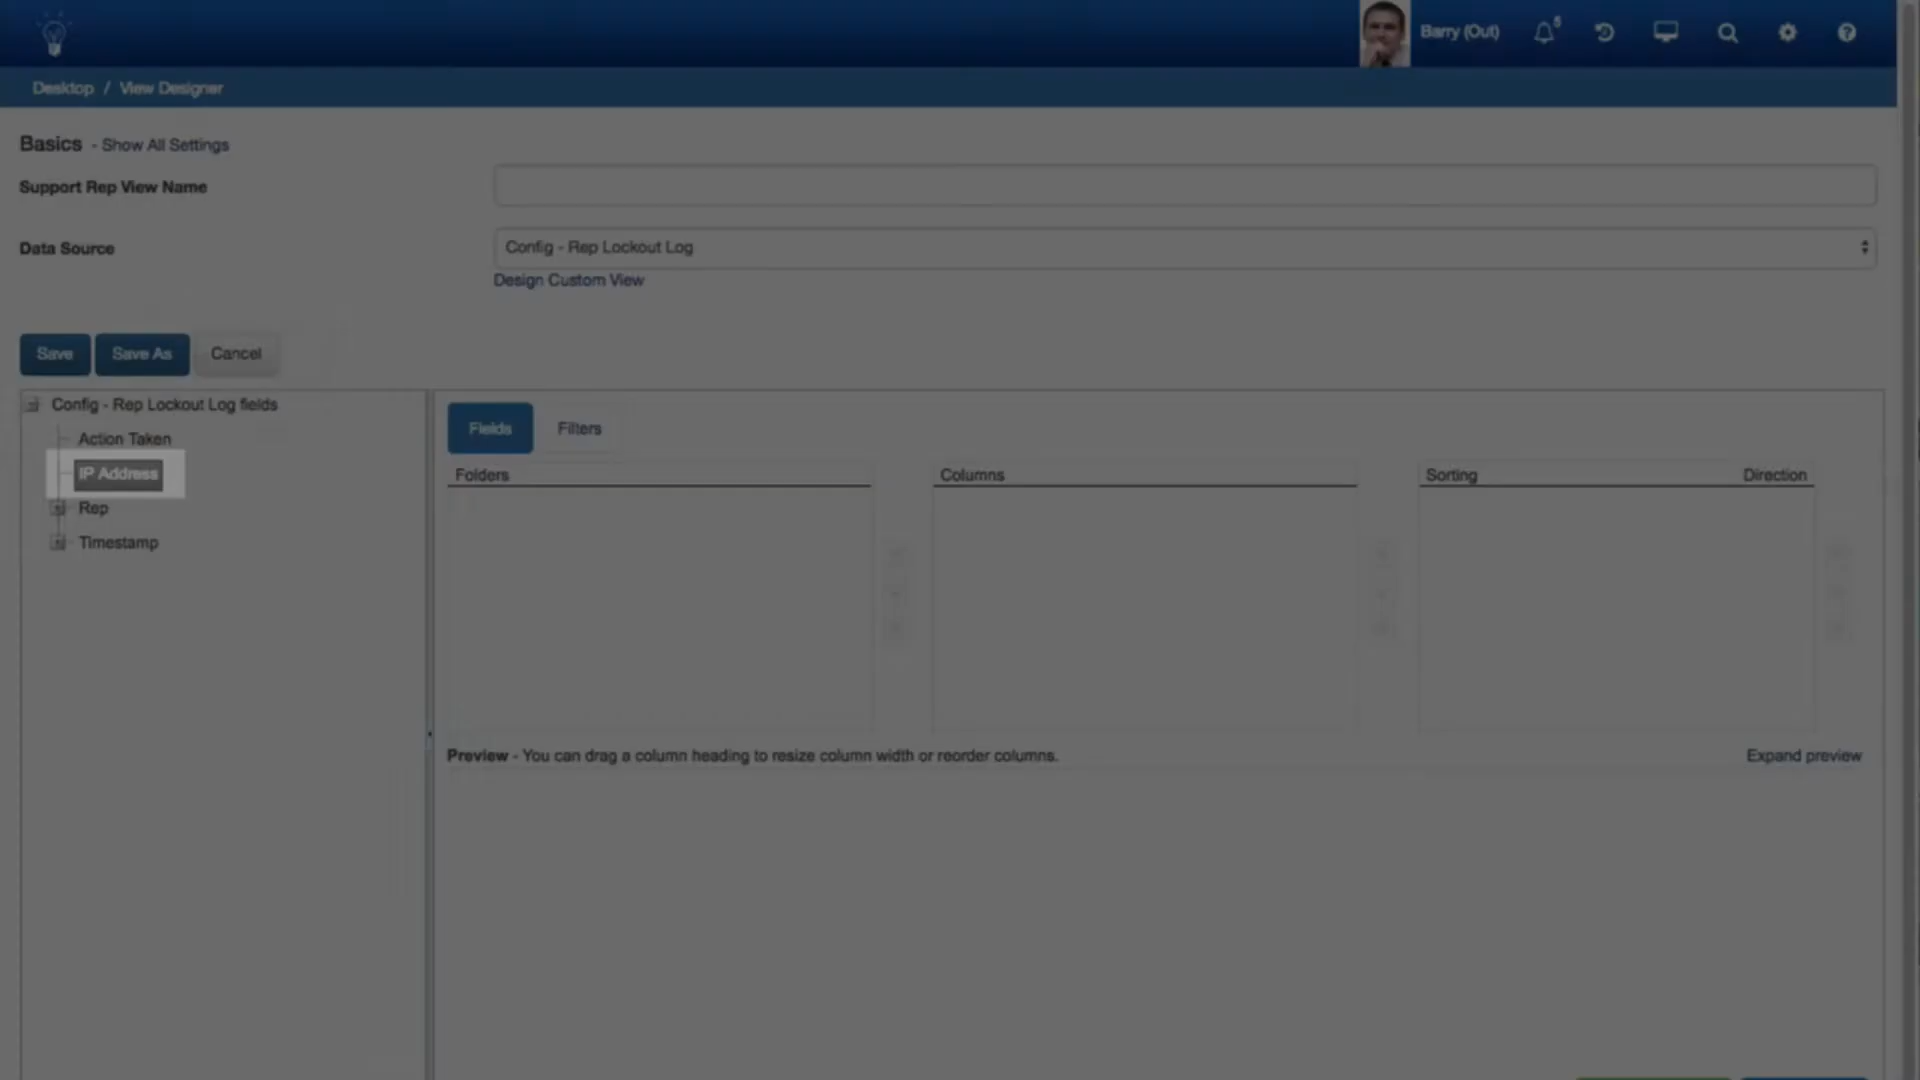 Barry (Out)
5
Desktop / View Designer
Basics - Show All Settings
Support Rep View Name
Data Source
Config - Rep Lockout Log
Design Custom View
Save
Save As
Cancel
Config - Rep Lockout Log fields
Action Taken
IP Address
Rep
Timestamp
Fields
Filters
Folders
Columns
Sorting
Direction
Preview - You can drag a column heading to resize column width or reorder columns.
Expand preview